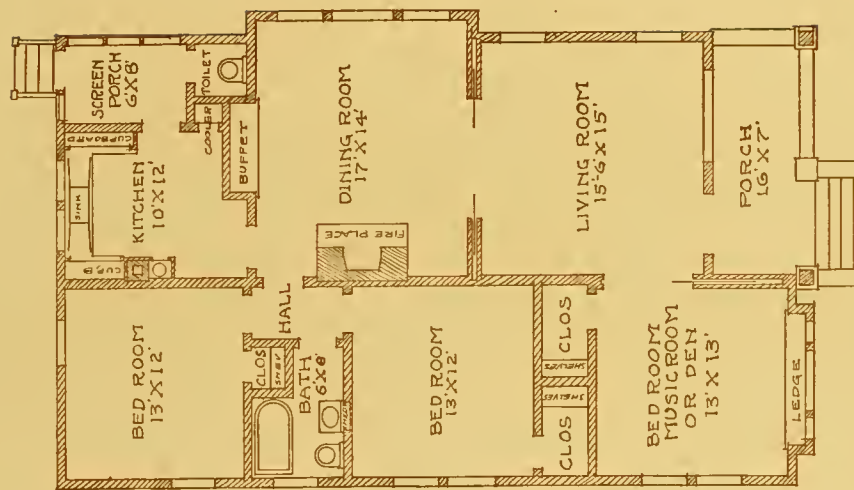 SCREEN
PORCH
6'X8'
TOILET
COOLER
CUPBOARD
BUFFET
SINK
KITCHEN
10'X12'
CUP'B
DINING ROOM
17'X14'
FIRE PLACE
LIVING ROOM
15'-6"X15'
PORCH
16'X7'
BED ROOM
13'X12'
HALL
CLOS
SHEV
BATH
6'X8'
BED ROOM
13'X12'
CLOS
SHELVES
SHELVES
CLOS
BED ROOM
MUSIC ROOM
OR DEN
13'X13'
LEDGE